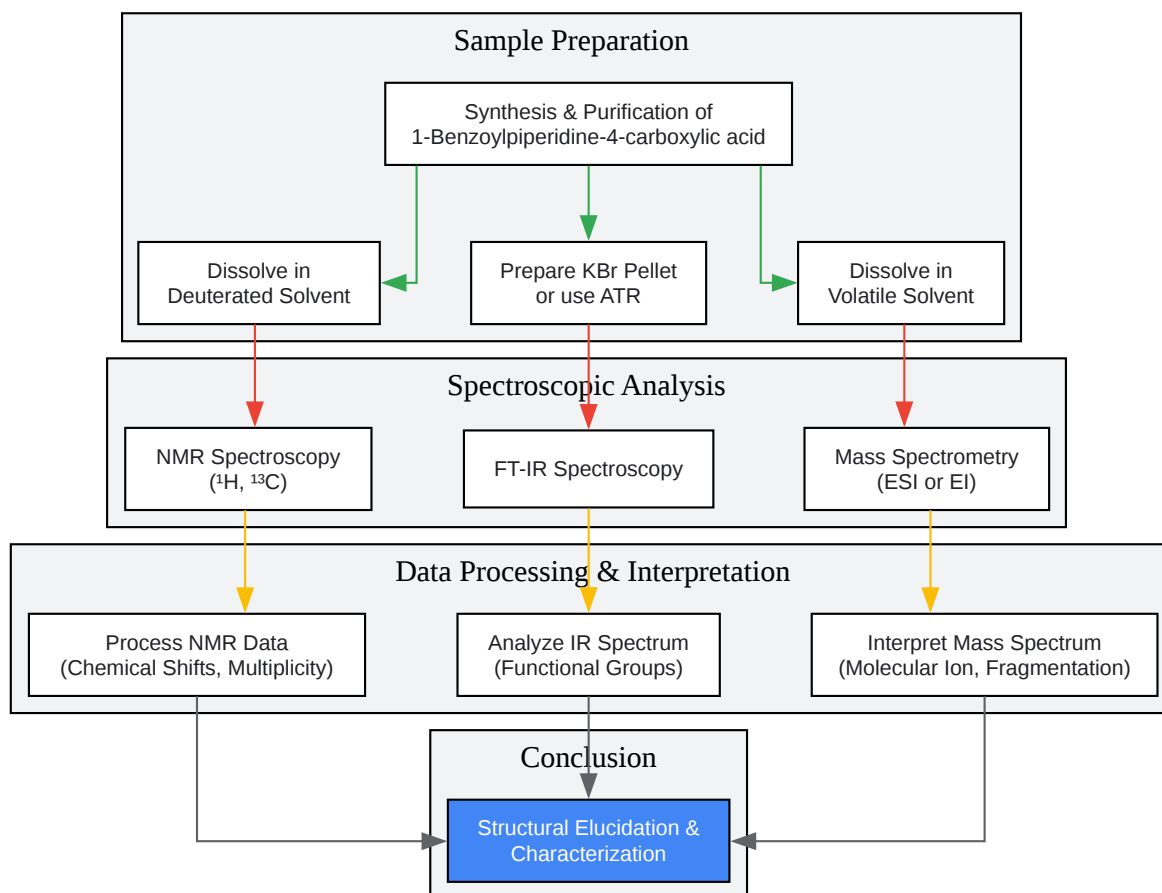 Sample Preparation
Synthesis & Purification of
1-Benzoylpiperidine-4-carboxylic acid
Dissolve in
Deuterated Solvent
Prepare KBr Pellet
or use ATR
Dissolve in
Volatile Solvent
Spectroscopic Analysis
NMR Spectroscopy
(¹H, ¹³C)
FT-IR Spectroscopy
Mass Spectrometry
(ESI or EI)
Data Processing & Interpretation
Process NMR Data
(Chemical Shifts, Multiplicity)
Analyze IR Spectrum
(Functional Groups)
Interpret Mass Spectrum
(Molecular Ion, Fragmentation)
Conclusion
Structural Elucidation &
Characterization